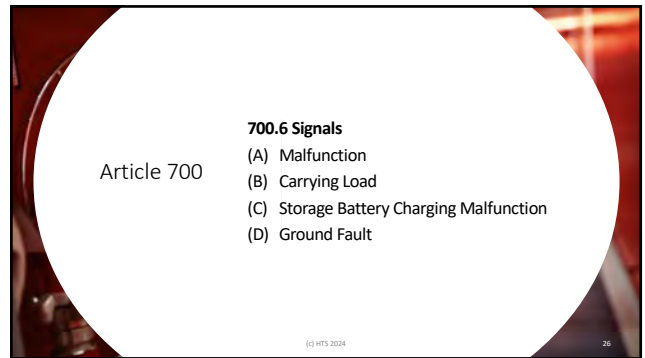 Article 700
700.6 Signals
(A) Malfunction
(B) Carrying Load
(C) Storage Battery Charging Malfunction
(D) Ground Fault
(c) HTS 2024
26